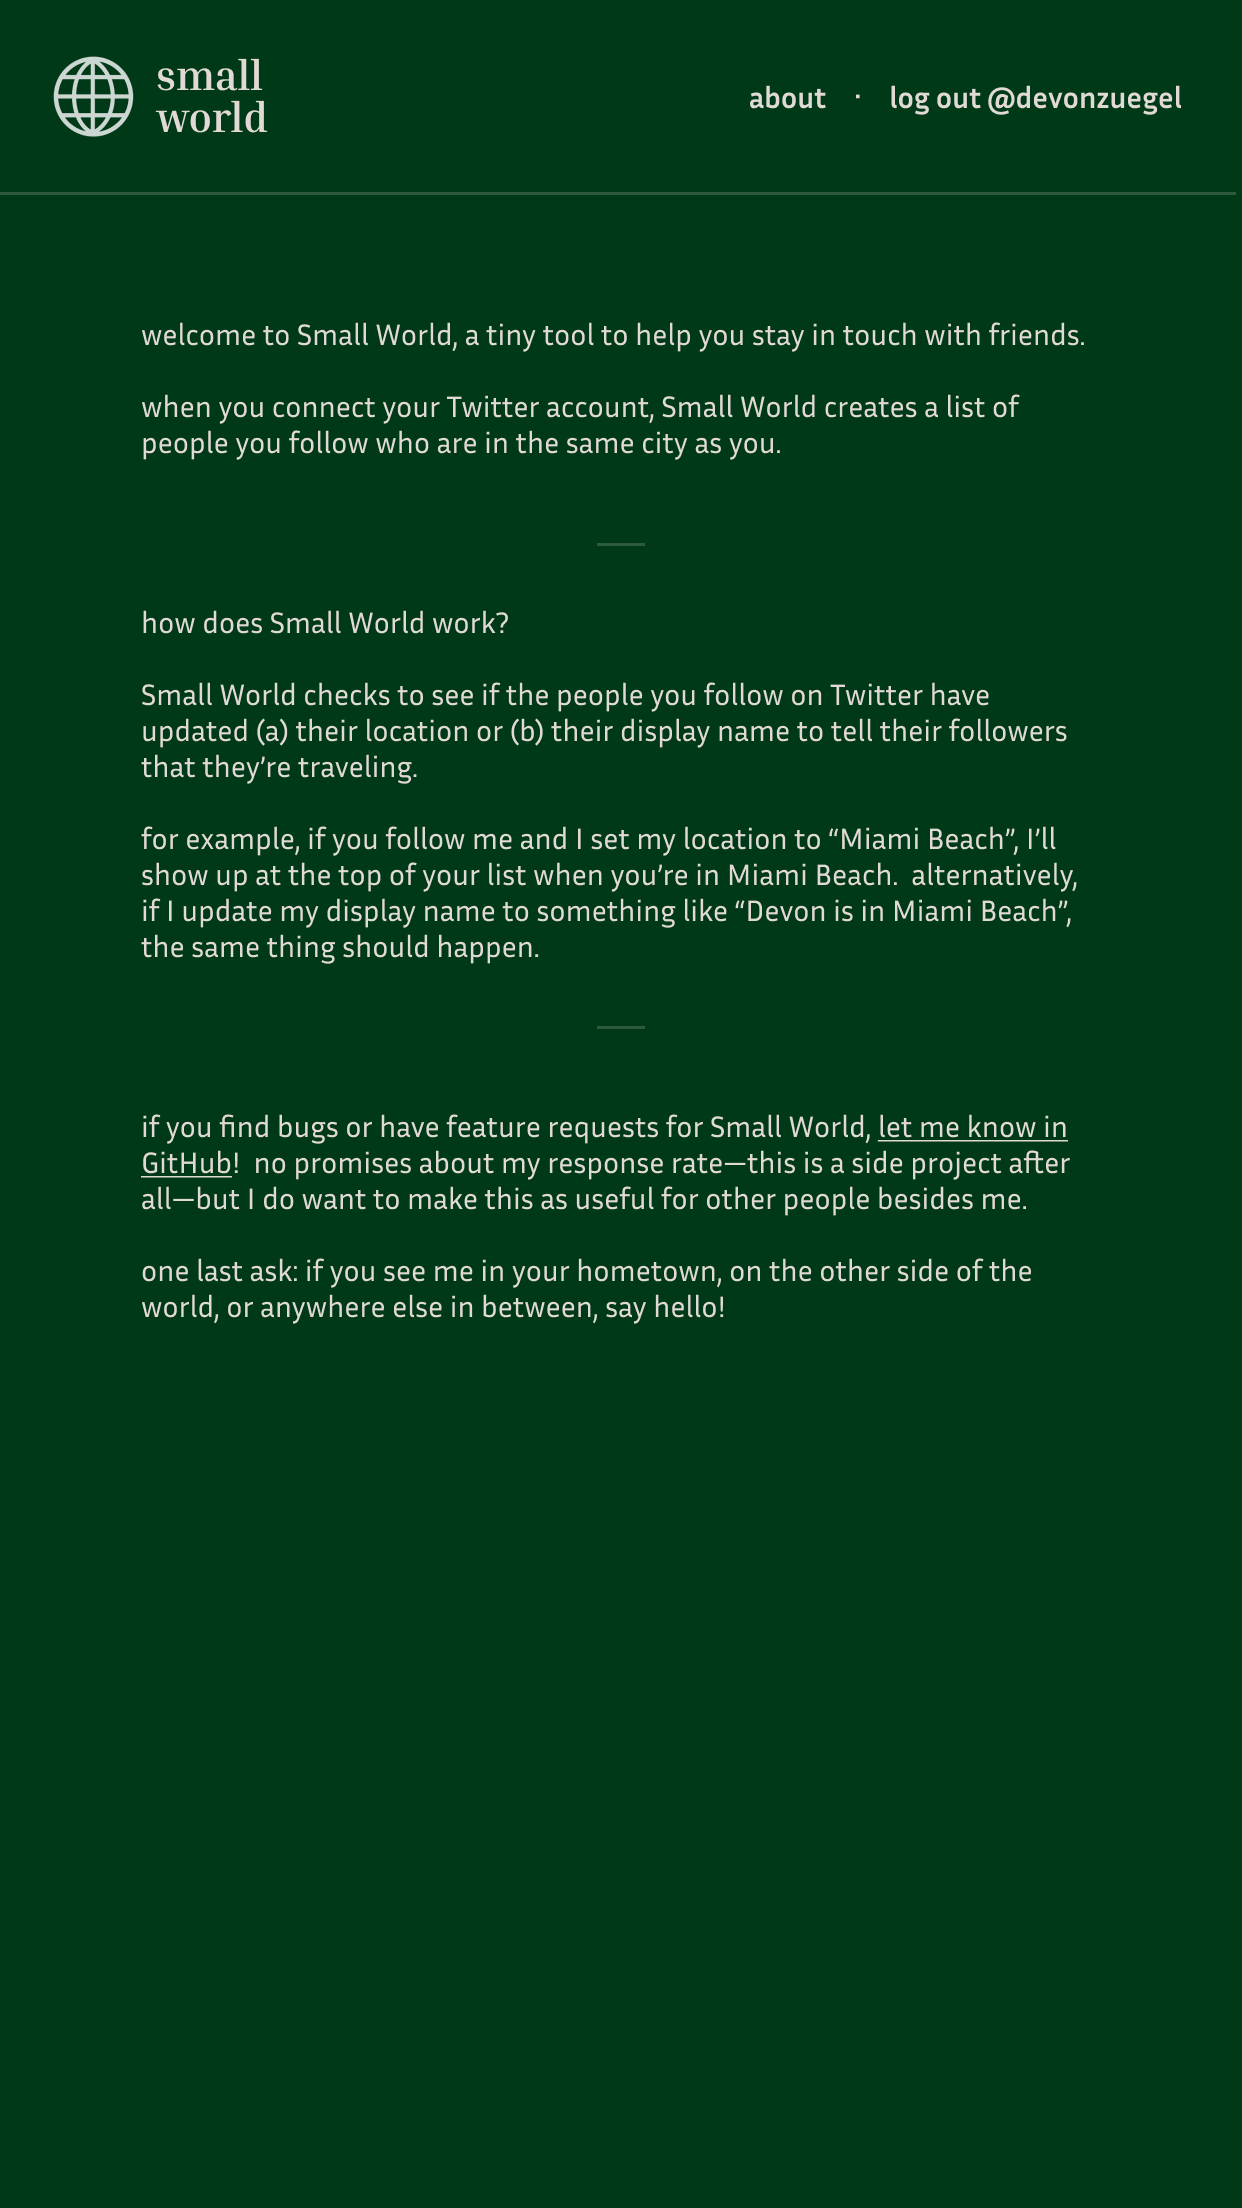 small
world
about · log out @devonzuegel
welcome to Small World, a tiny tool to help you stay in touch with friends.
when you connect your Twitter account, Small World creates a list of
people you follow who are in the same city as you.
how does Small World work?
Small World checks to see if the people you follow on Twitter have
updated (a) their location or (b) their display name to tell their followers
that they’re traveling.
for example, if you follow me and I set my location to “Miami Beach”, I’ll
show up at the top of your list when you’re in Miami Beach.  alternatively,
if I update my display name to something like “Devon is in Miami Beach”,
the same thing should happen.
if you find bugs or have feature requests for Small World, let me know in
GitHub!  no promises about my response rate—this is a side project after
all—but I do want to make this as useful for other people besides me.
one last ask: if you see me in your hometown, on the other side of the
world, or anywhere else in between, say hello!